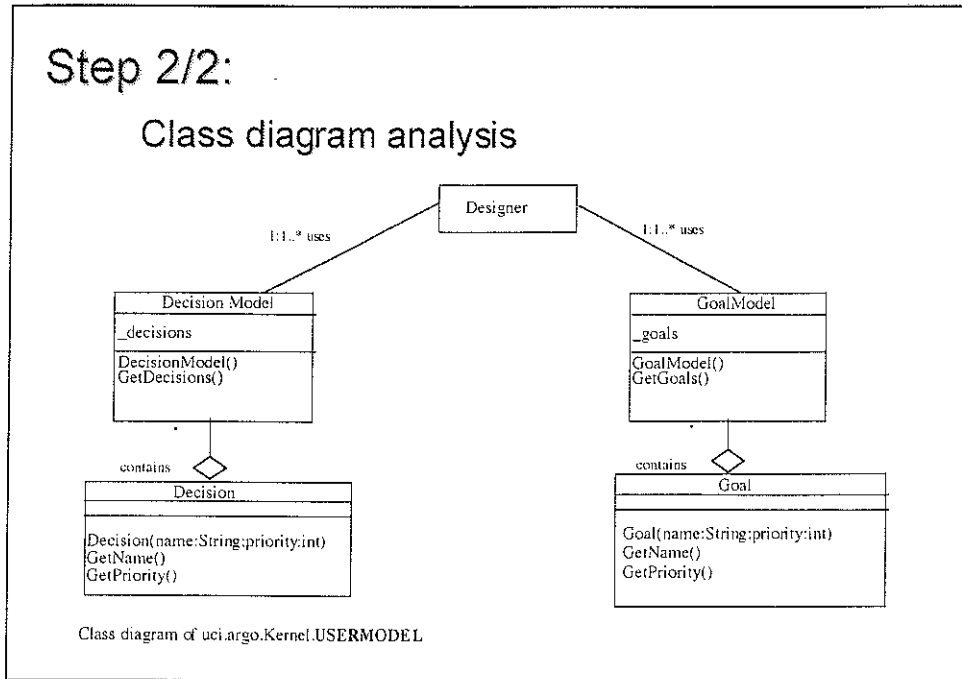 Step 2/2:
Class diagram analysis
Designer
1:1..* uses
1:1..* uses
Decision Model
_decisions
DecisionModel()
GetDecisions()
GoalModel
_goals
GoalModel()
GetGoals()
contains
Decision
Decision(name:String:priority:int)
GetName()
GetPriority()
contains
Goal
Goal(name:String:priority:int)
GetName()
GetPriority()
Class diagram of uci.argo.Kernel.USERMODEL